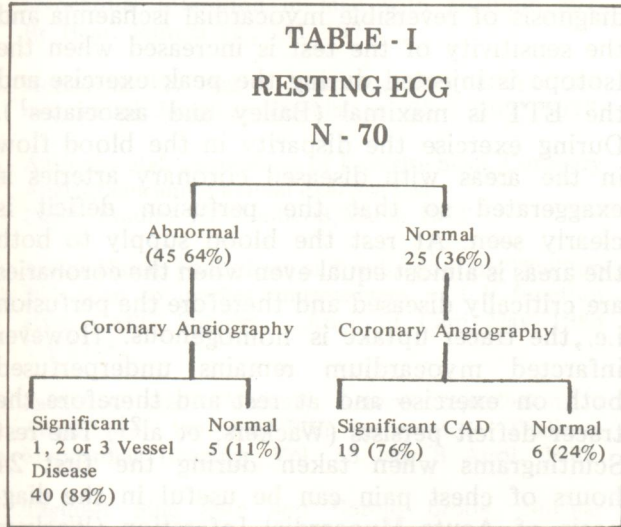 TABLE - I
RESTING ECG
N - 70
Abnormal
(45 64%)
Normal
25 (36%)
Coronary Angiography
Coronary Angiography
Significant
1, 2, 3 Vessel
Disease
40 (89%)
Normal
5 (11%)
Significant CAD
19 (76%)
Normal
6 (24%)